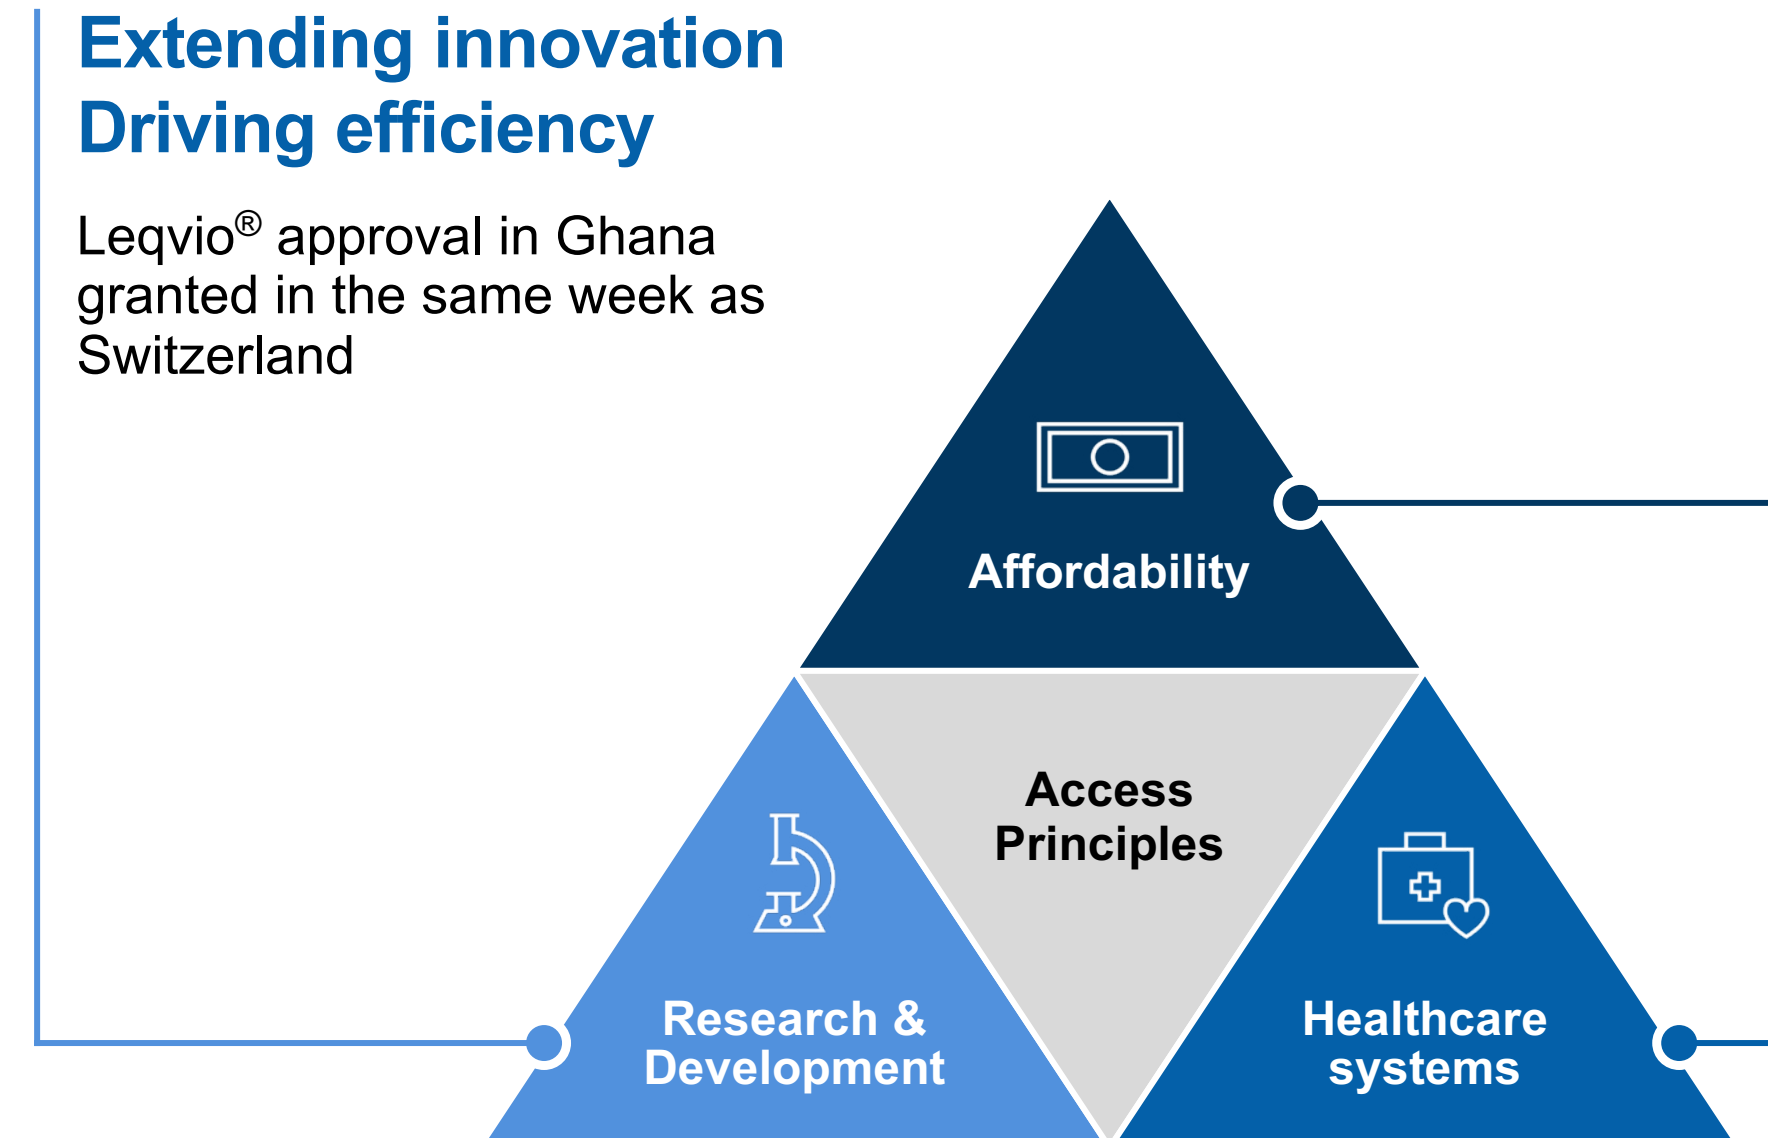 Extending innovation
Driving efficiency
Leqvio® approval in Ghana
granted in the same week as
Switzerland
Affordability
Access
Principles
Research &
Development
Healthcare
systems